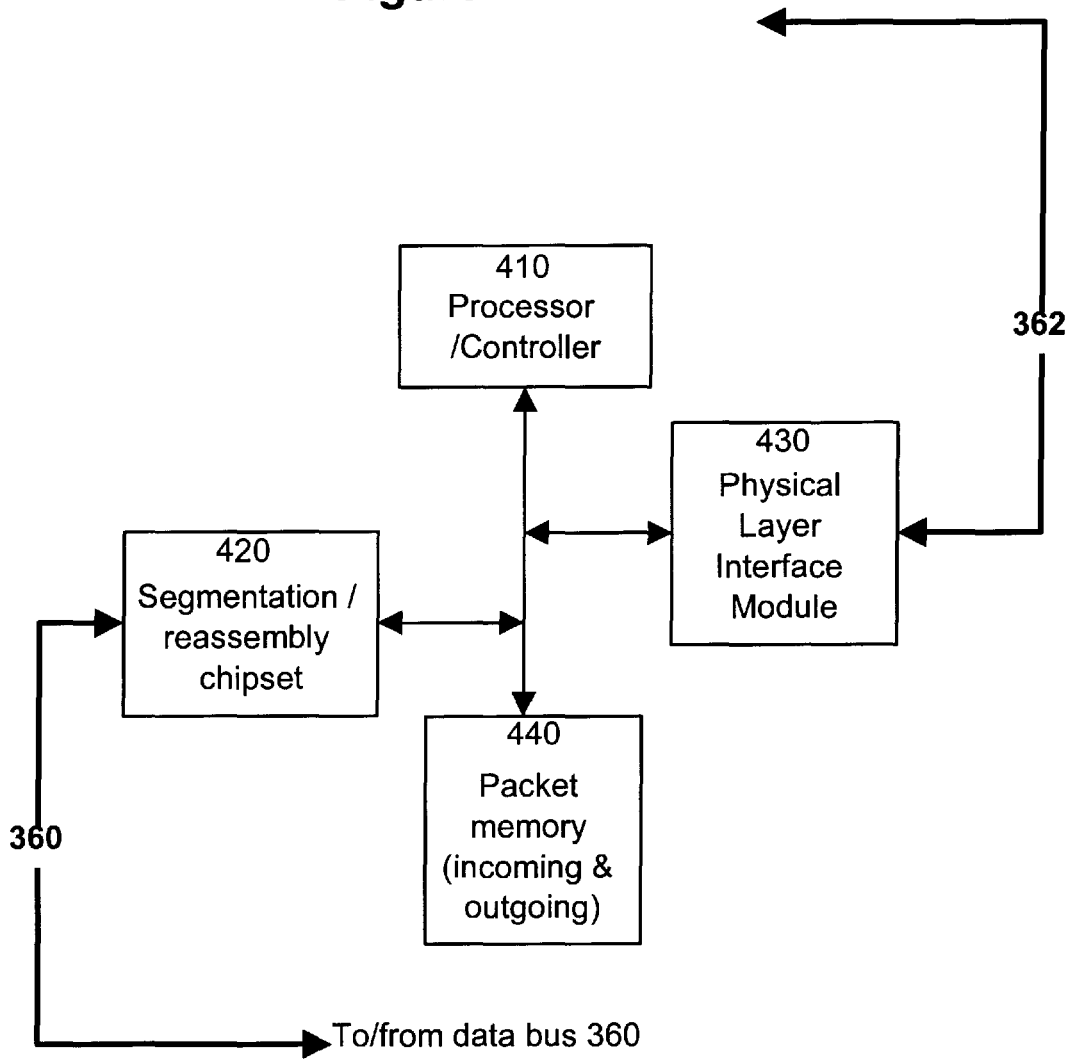 410
Processor
/Controller
362
430
Physical
Layer
Interface
Module
420
Segmentation /
reassembly
chipset
440
Packet
memory
(incoming &
outgoing)
360
To/from data bus 360